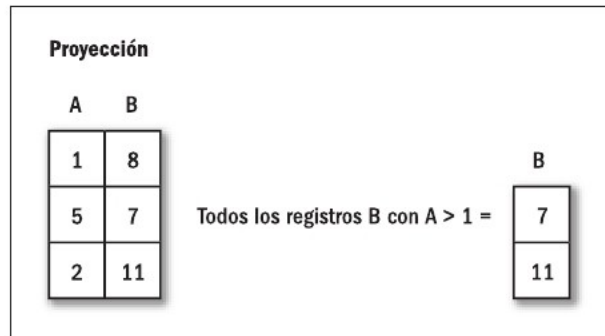 Proyección
A B
1 8
B
5 7
Todos los registros B con A > 1 =
7
2 11
11